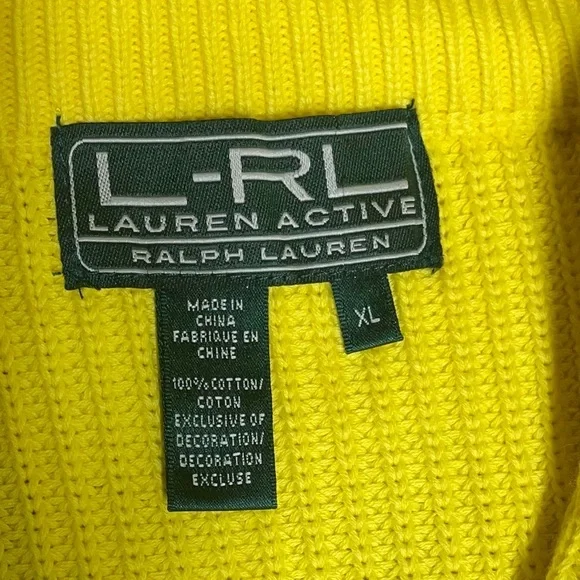 L-RL
LAUREN ACTIVE
RALPH LAUREN
MADE IN
CHINA
FABRIQUE EN
CHINE
100% COTTON/
COTON
EXCLUSIVE OF
DECORATION/
DECORATION
EXCLUSE
XL